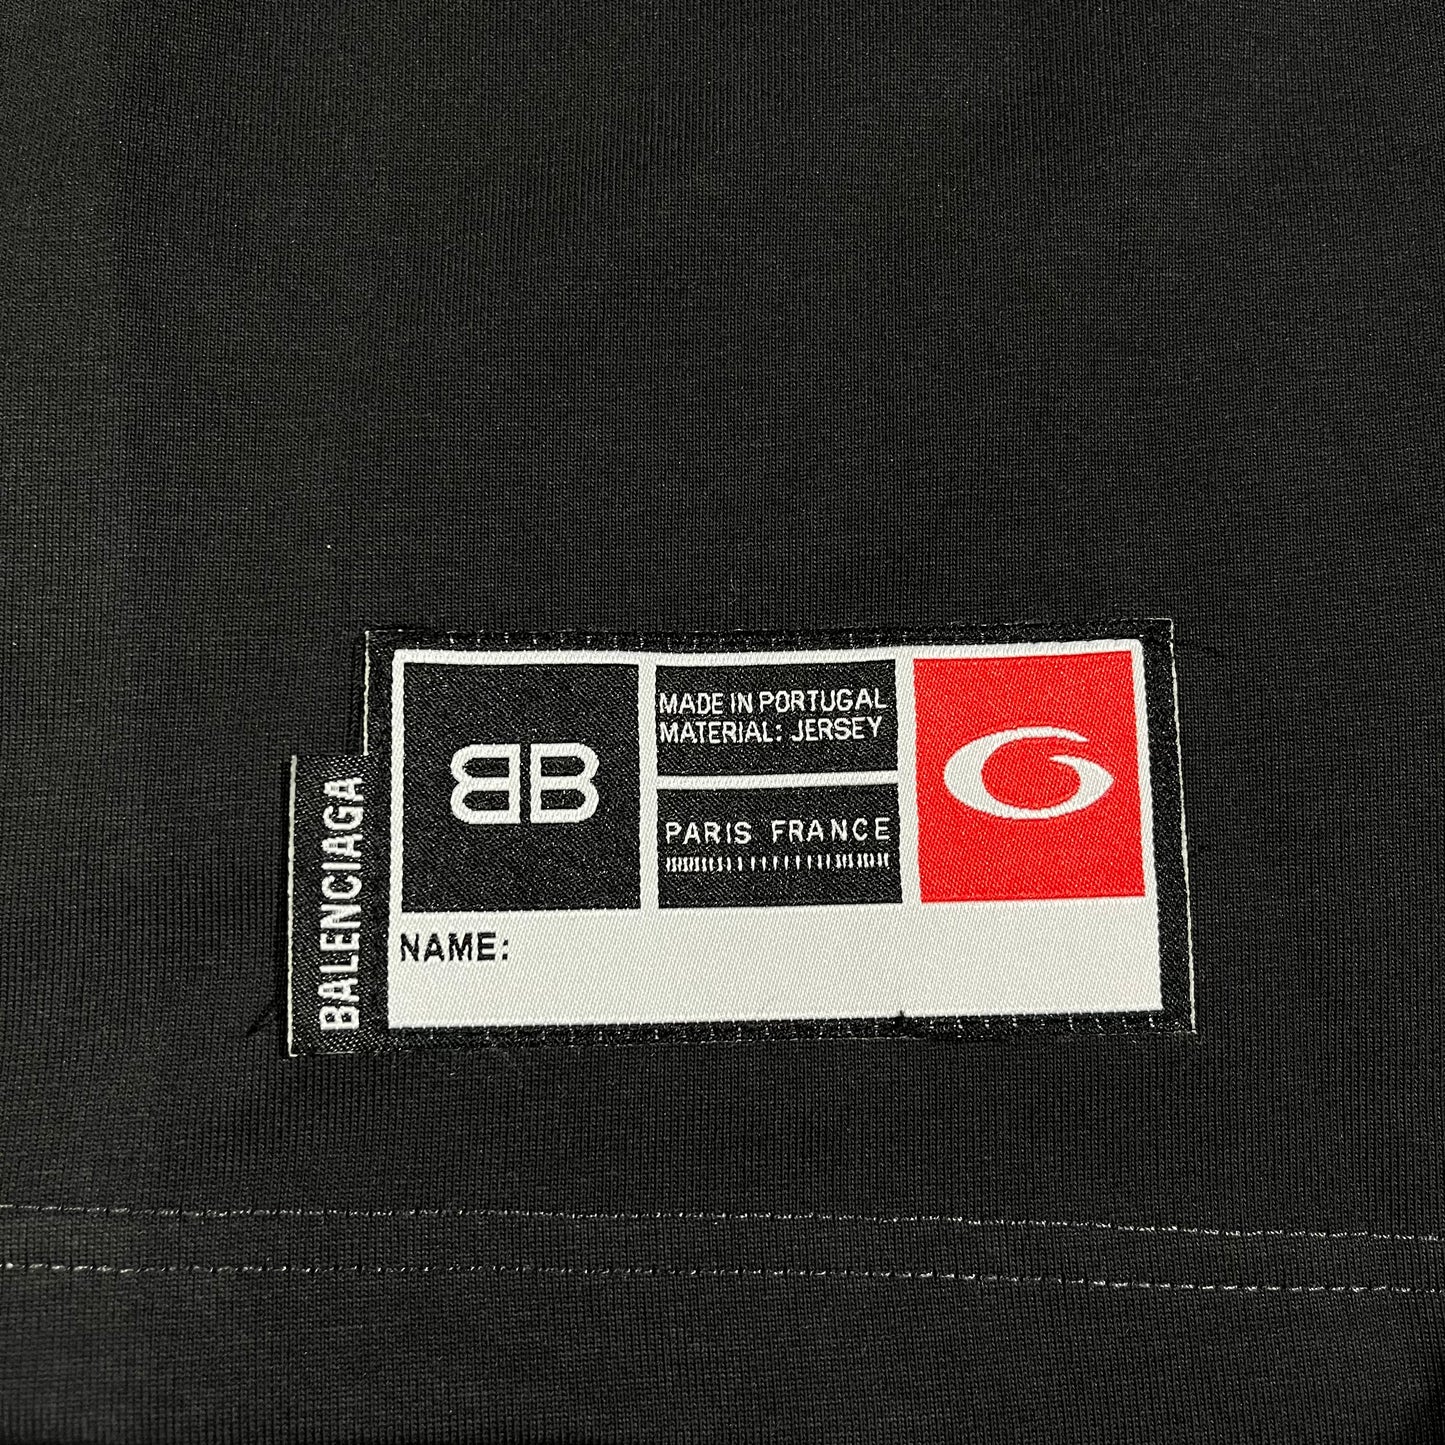 BALENCIAGA
BB
MADE IN PORTUGAL
MATERIAL: JERSEY
PARIS FRANCE
G
NAME: